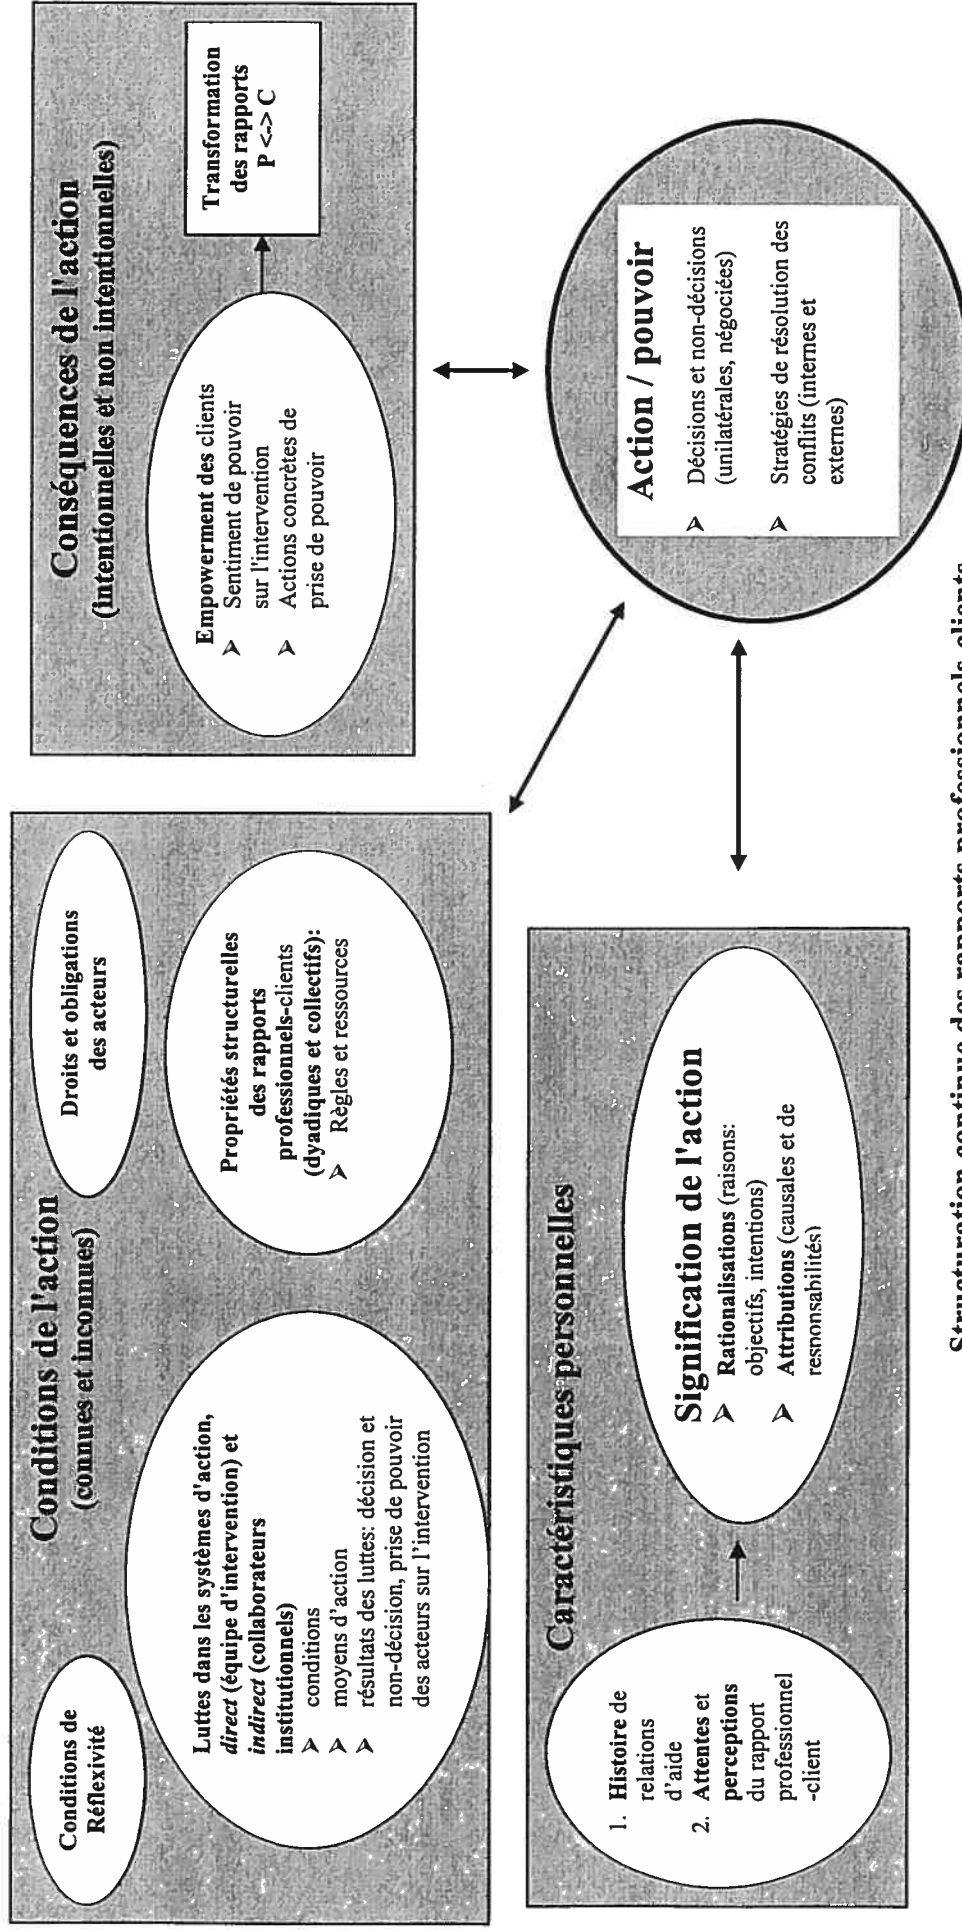 Conditions de l'action
(connues et inconnues)
Conditions de
Réflexivité
Droits et obligations
des acteurs
Luttes dans les systèmes d'action,
direct (équipe d'intervention) et
indirect (collaborateurs
institutionnels)
➢ conditions
➢ moyens d'action
➢ résultats des luttes: décision et
non-décision, prise de pouvoir
des acteurs sur l'intervention
Propriétés structurelles
des rapports
professionnels-clients
(dyadiques et collectifs):
➢ Règles et ressources
Conséquences de l'action
(intentionnelles et non intentionnelles)
Empowerment des clients
➢ Sentiment de pouvoir
sur l'intervention
➢ Actions concrètes de
prise de pouvoir
Transformation
des rapports
P <-> C
Caractéristiques personnelles
1. Histoire de
relations
d'aide
2. Attentes et
perceptions
du rapport
professionnel
-client
Signification de l'action
➢ Rationalisations (raisons:
objectifs, intentions)
➢ Attributions (causales et de
responsabilités)
Action / pouvoir
➢ Décisions et non-décisions
(unilatérales, négociées)
➢ Stratégies de résolution des
conflits (internes et
externes)
Structuration continue des rapports professionnels-clients